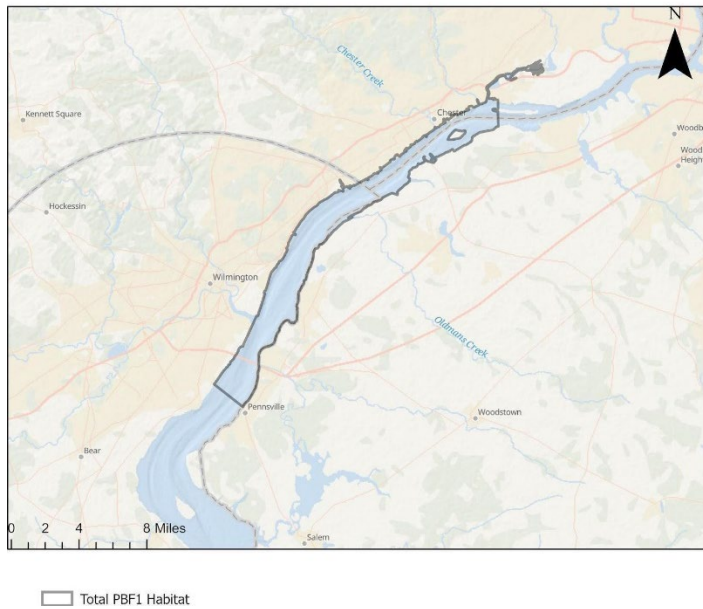 N
Chester Creek
Kennett Square
Chester
Woodb
Wood
Heigh
Hockessin
Wilmington
Oldmans Creek
Pennsville
Woodstown
Bear
0 2 4 8 Miles
Salem
Total PBF1 Habitat